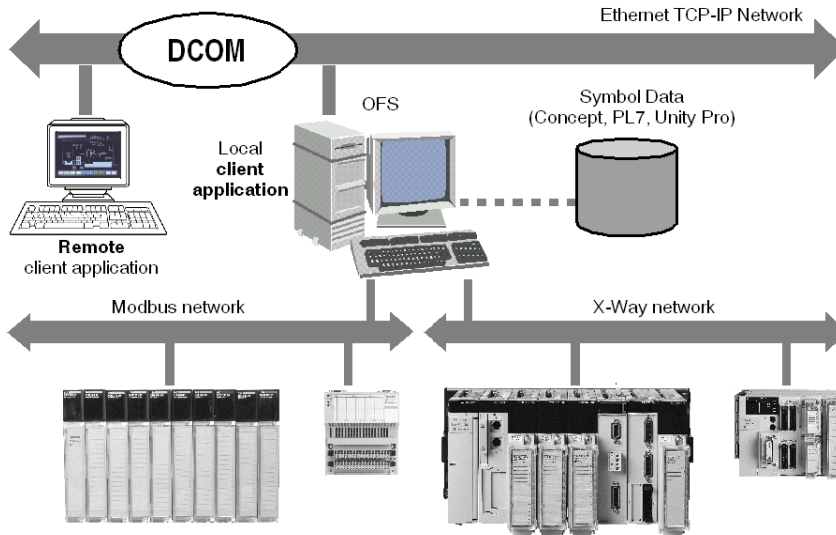 Ethernet TCP-IP Network
DCOM
OFS
Symbol Data
(Concept, PL7, Unity Pro)
Local
client
application
Remote
client application
Modbus network
X-Way network